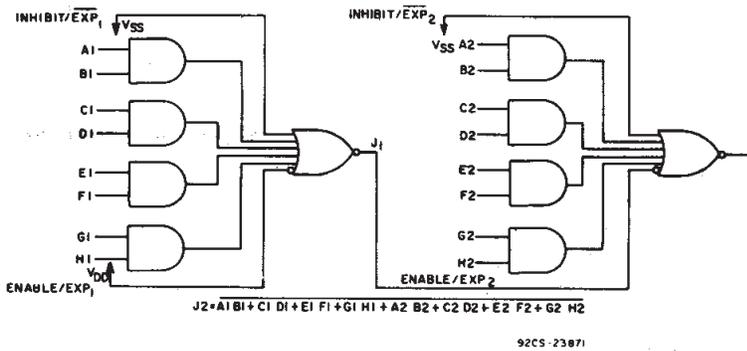 INHIBIT/EXP1
VSS
A1
B1
C1
D1
E1
F1
G1
H1
VDD
ENABLE/EXP1
J1
INHIBIT/EXP2
VSS
A2
B2
C2
D2
E2
F2
G2
H2
ENABLE/EXP2
J2=A1 B1+C1 D1+E1 F1+G1 H1+A2 B2+C2 D2+E2 F2+G2 H2
92CS-23871